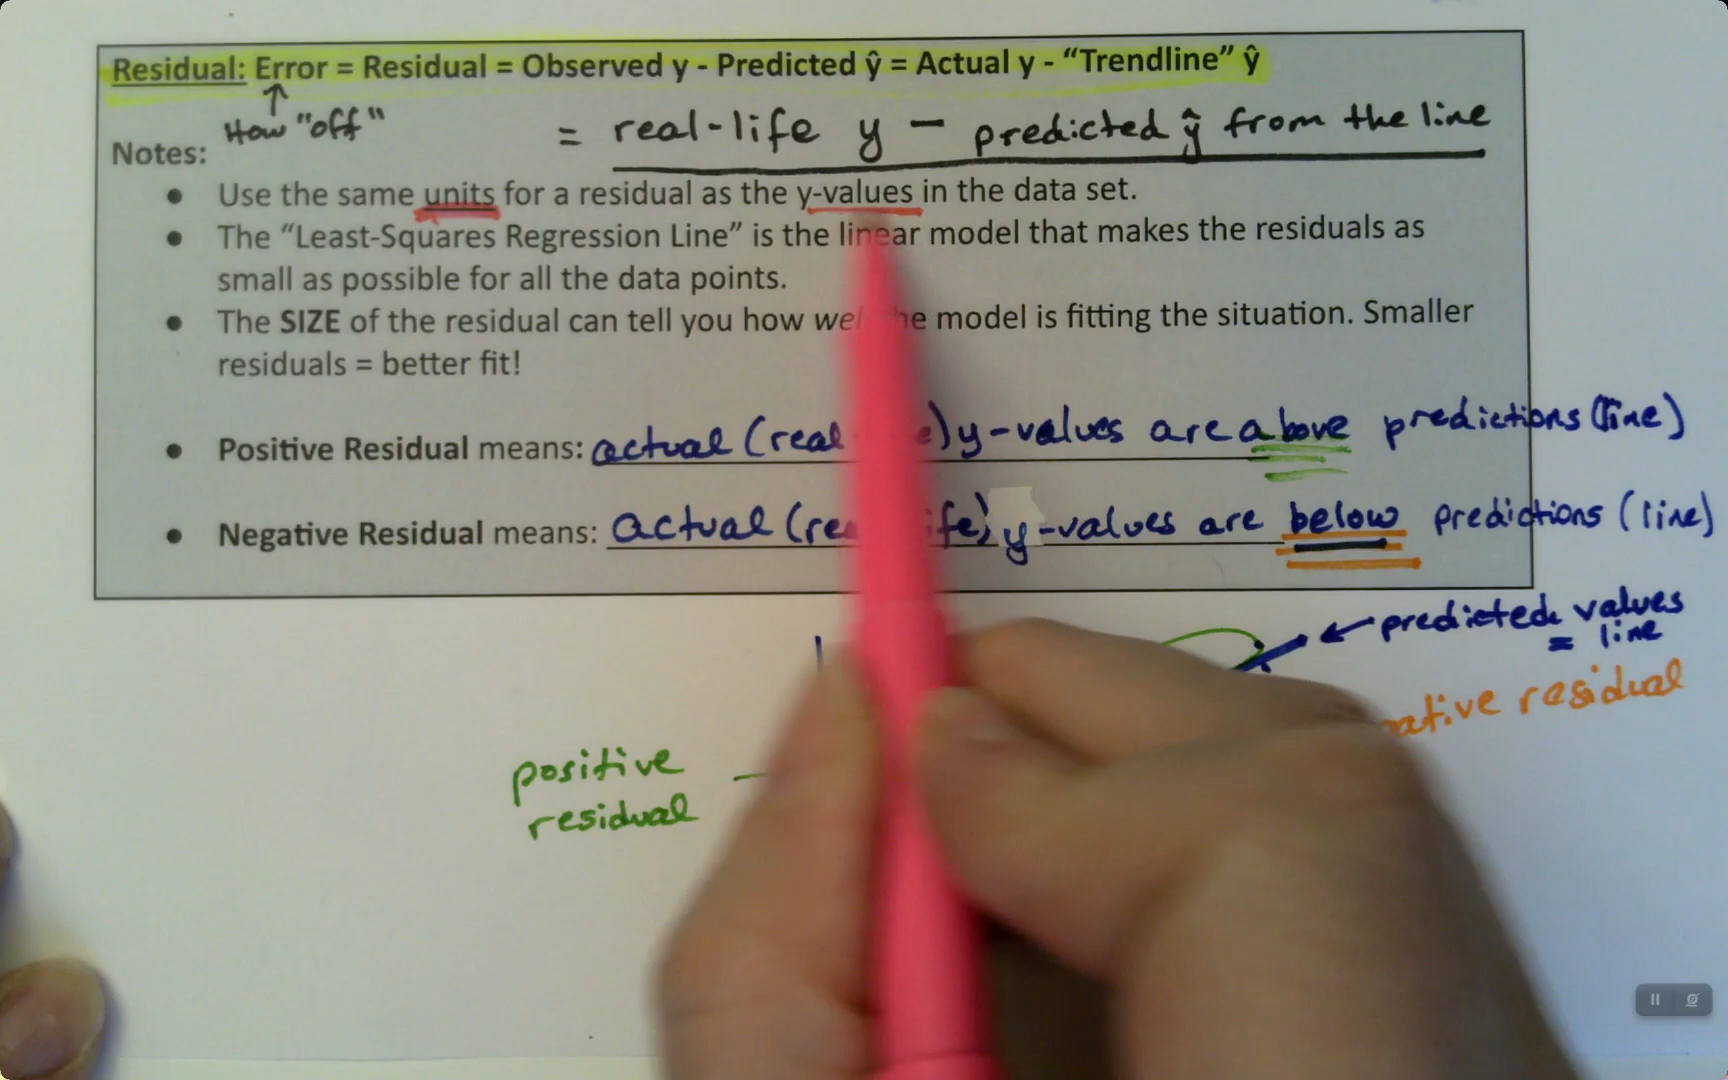 Residual: Error = Residual = Observed y - Predicted ŷ = Actual y - “Trendline” ŷ
How "off"
= real-life y - predicted ŷ from the line
Notes:
• Use the same units for a residual as the y-values in the data set.
• The “Least-Squares Regression Line” is the linear model that makes the residuals as
small as possible for all the data points.
• The SIZE of the residual can tell you how he model is fitting the situation. Smaller
residuals = better fit!
• Positive Residual means: actual (real y-values are above predictions (line)
• Negative Residual means: actual ( ife) y-values are below predictions (line)
predicted values
= line
residual
positive
residual